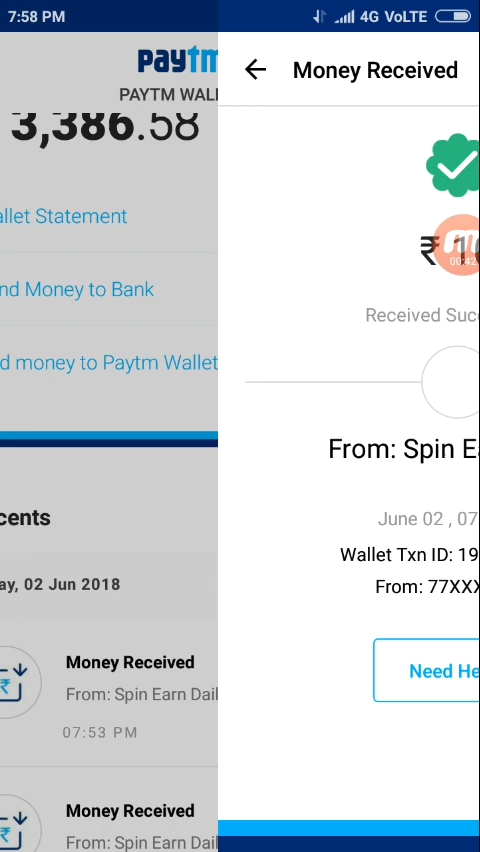 7:58 PM
4G VoLTE
paytm
PAYTM WALL
3,386.58
allet Statement
nd Money to Bank
d money to Paytm Wallet
cents
ay, 02 Jun 2018
Money Received
From: Spin Earn Dail
07:53 PM
Money Received
From: Spin Earn Dail
Money Received
₹ 1
00:42
Received Suc
From: Spin E
June 02 , 07
Wallet Txn ID: 19
From: 77XXX
Need He